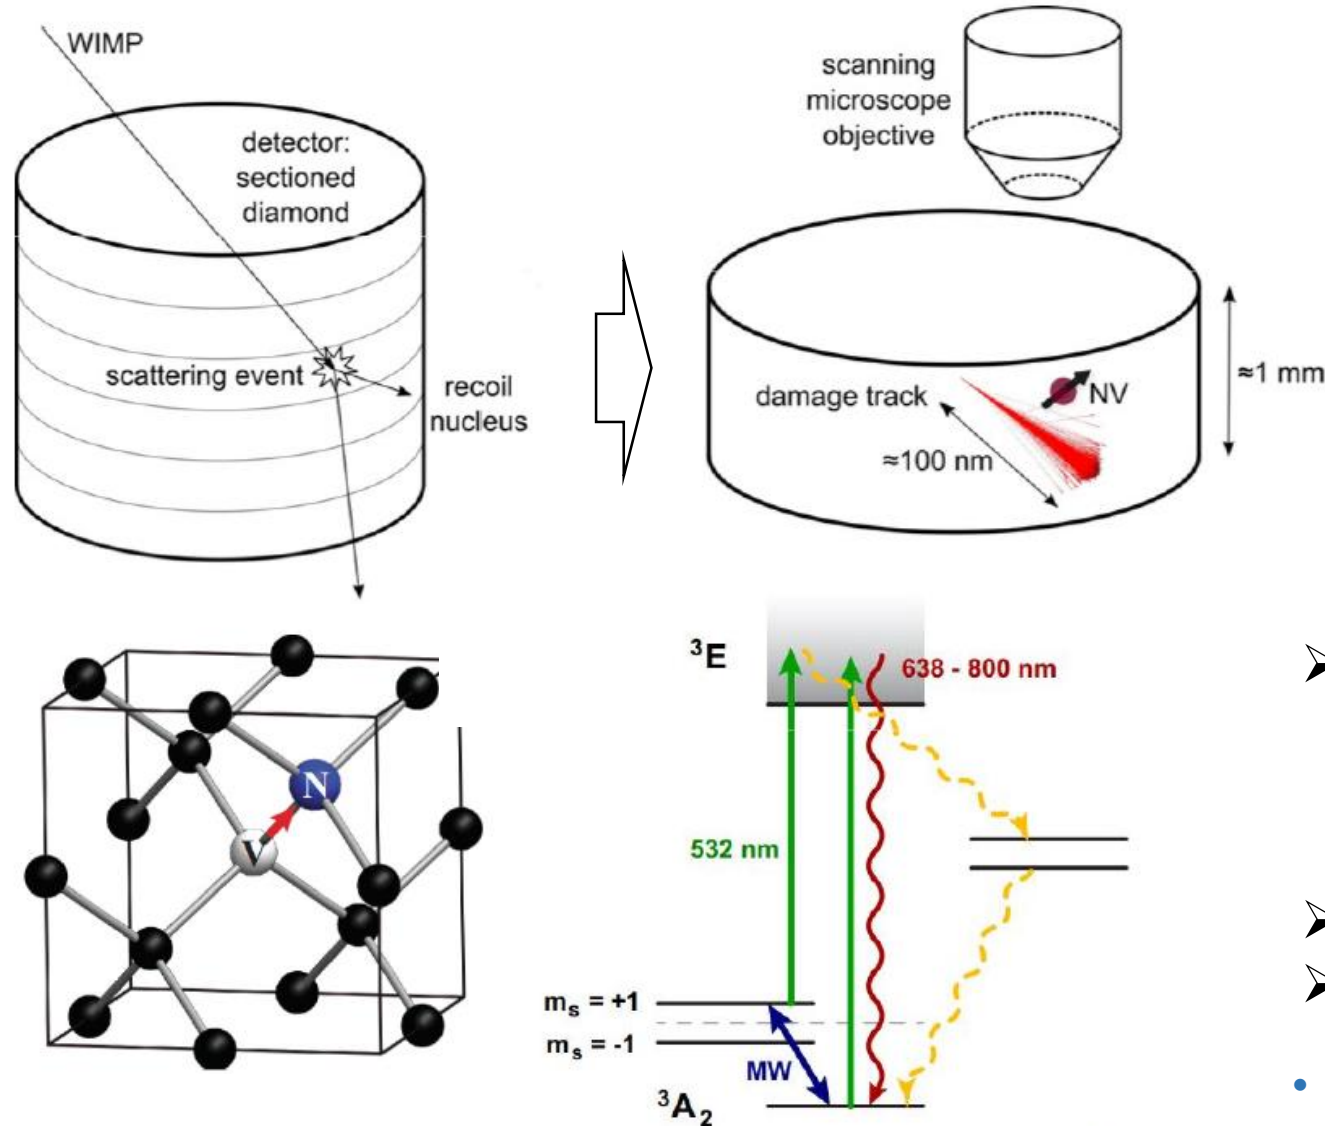 WIMP
detector:
sectioned
diamond
scattering event
recoil
nucleus
scanning
microscope
objective
damage track
NV
≈100 nm
≈1 mm
N
V
³E
638 - 800 nm
532 nm
mₛ = +1
mₛ = -1
MW
³A₂